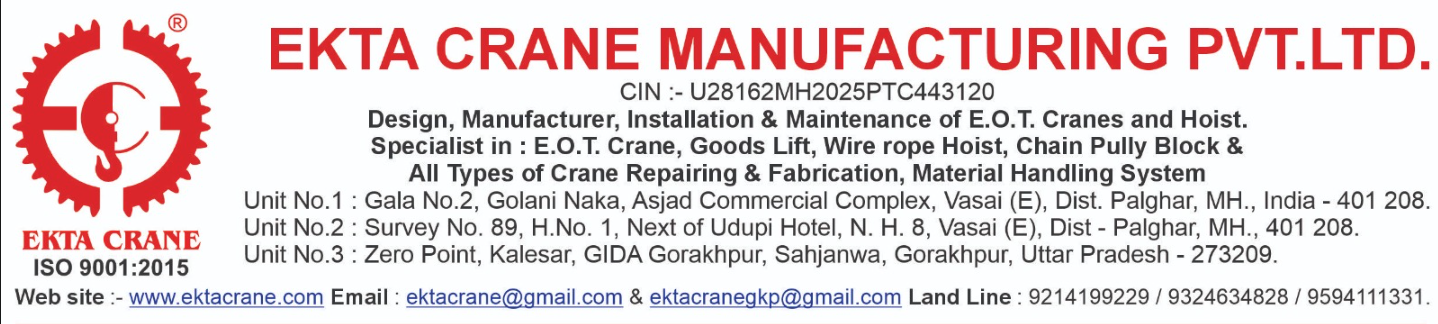 ®
EKTA CRANE MANUFACTURING PVT.LTD.
CIN :- U28162MH2025PTC443120
Design, Manufacturer, Installation & Maintenance of E.O.T. Cranes and Hoist.
Specialist in : E.O.T. Crane, Goods Lift, Wire rope Hoist, Chain Pully Block &
All Types of Crane Repairing & Fabrication, Material Handling System
Unit No.1 : Gala No.2, Golani Naka, Asjad Commercial Complex, Vasai (E), Dist. Palghar, MH., India - 401 208.
Unit No.2 : Survey No. 89, H.No. 1, Next of Udupi Hotel, N. H. 8, Vasai (E), Dist - Palghar, MH., 401 208.
Unit No.3 : Zero Point, Kalesar, GIDA Gorakhpur, Sahjanwa, Gorakhpur, Uttar Pradesh - 273209.
EKTA CRANE
ISO 9001:2015
Web site :- www.ektacrane.com Email : ektacrane@gmail.com & ektacranegkp@gmail.com Land Line : 9214199229 / 9324634828 / 9594111331.